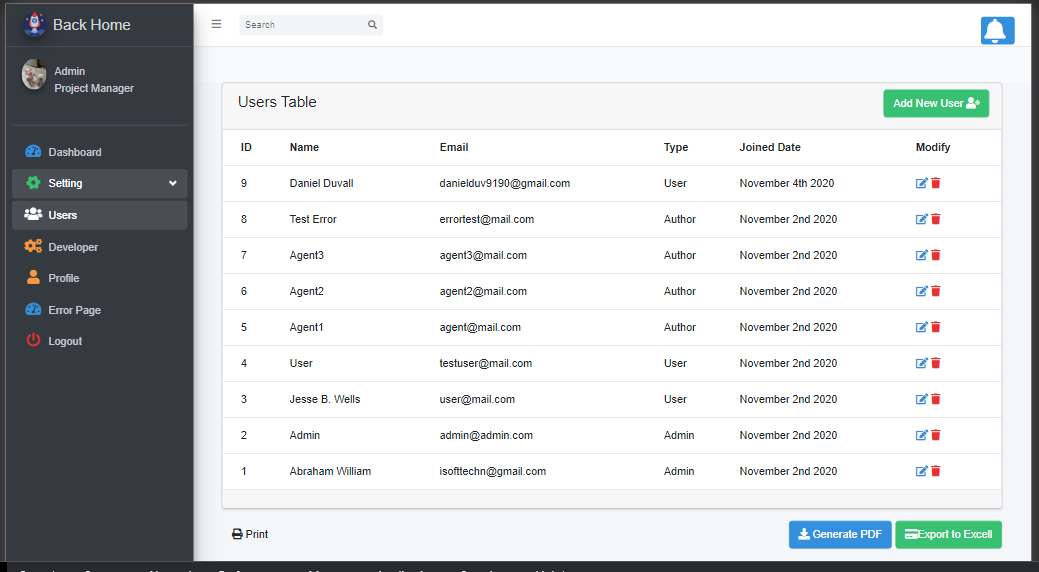 Back Home
Search
Admin
Project Manager
Dashboard
Setting
Users
Developer
Profile
Error Page
Logout
Users Table
Add New User
ID Name Email Type Joined Date Modify
9 Daniel Duvall danielduv9190@gmail.com User November 4th 2020
8 Test Error errortest@mail.com Author November 2nd 2020
7 Agent3 agent3@mail.com Author November 2nd 2020
6 Agent2 agent2@mail.com Author November 2nd 2020
5 Agent1 agent@mail.com Author November 2nd 2020
4 User testuser@mail.com User November 2nd 2020
3 Jesse B. Wells user@mail.com User November 2nd 2020
2 Admin admin@admin.com Admin November 2nd 2020
1 Abraham William isofttechn@gmail.com Admin November 2nd 2020
Print
Generate PDF
Export to Excell